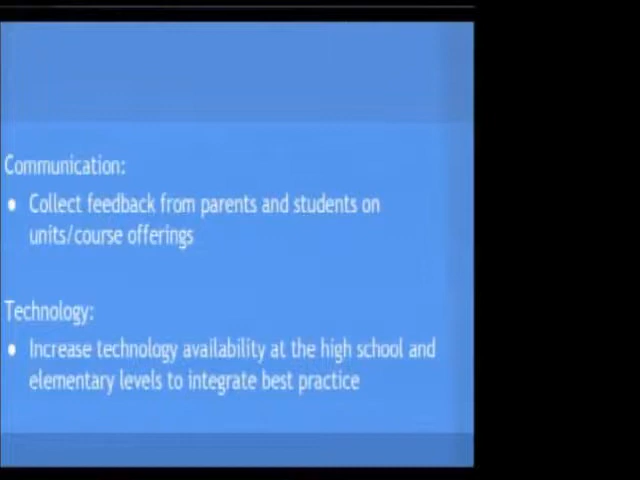 Communication:
• Collect feedback from parents and students on
units/course offerings
Technology:
• Increase technology availability at the high school and
elementary levels to integrate best practice